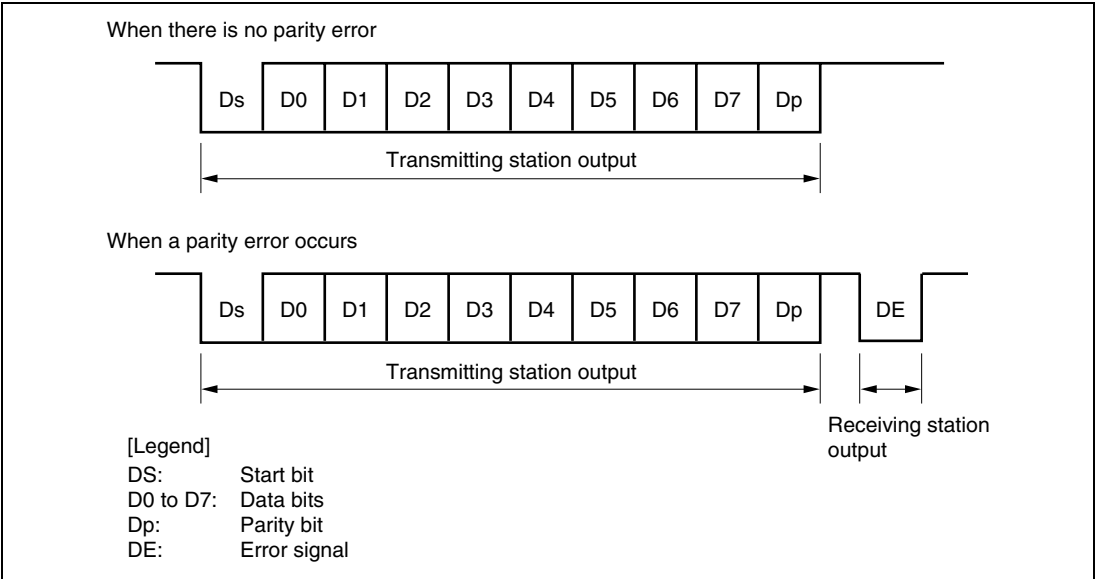 When there is no parity error
Ds D0 D1 D2 D3 D4 D5 D6 D7 Dp
Transmitting station output
When a parity error occurs
Ds D0 D1 D2 D3 D4 D5 D6 D7 Dp DE
Transmitting station output
Receiving station
output
[Legend]
DS: Start bit
D0 to D7: Data bits
Dp: Parity bit
DE: Error signal